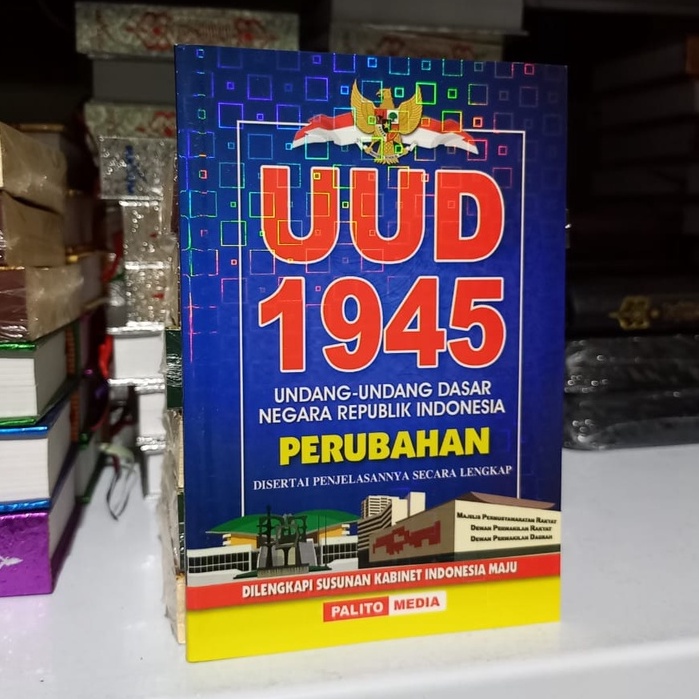 UUD
1945
UNDANG-UNDANG DASAR
NEGARA REPUBLIK INDONESIA
PERUBAHAN
DISERTAI PENJELASANNYA SECARA LENGKAP
MAJELIS PERMUSYAWARATAN RAKYAT
DEWAN PERWAKILAN RAKYAT
DEWAN PERWAKILAN DAERAH
DILENGKAPI SUSUNAN KABINET INDONESIA MAJU
PALITO MEDIA